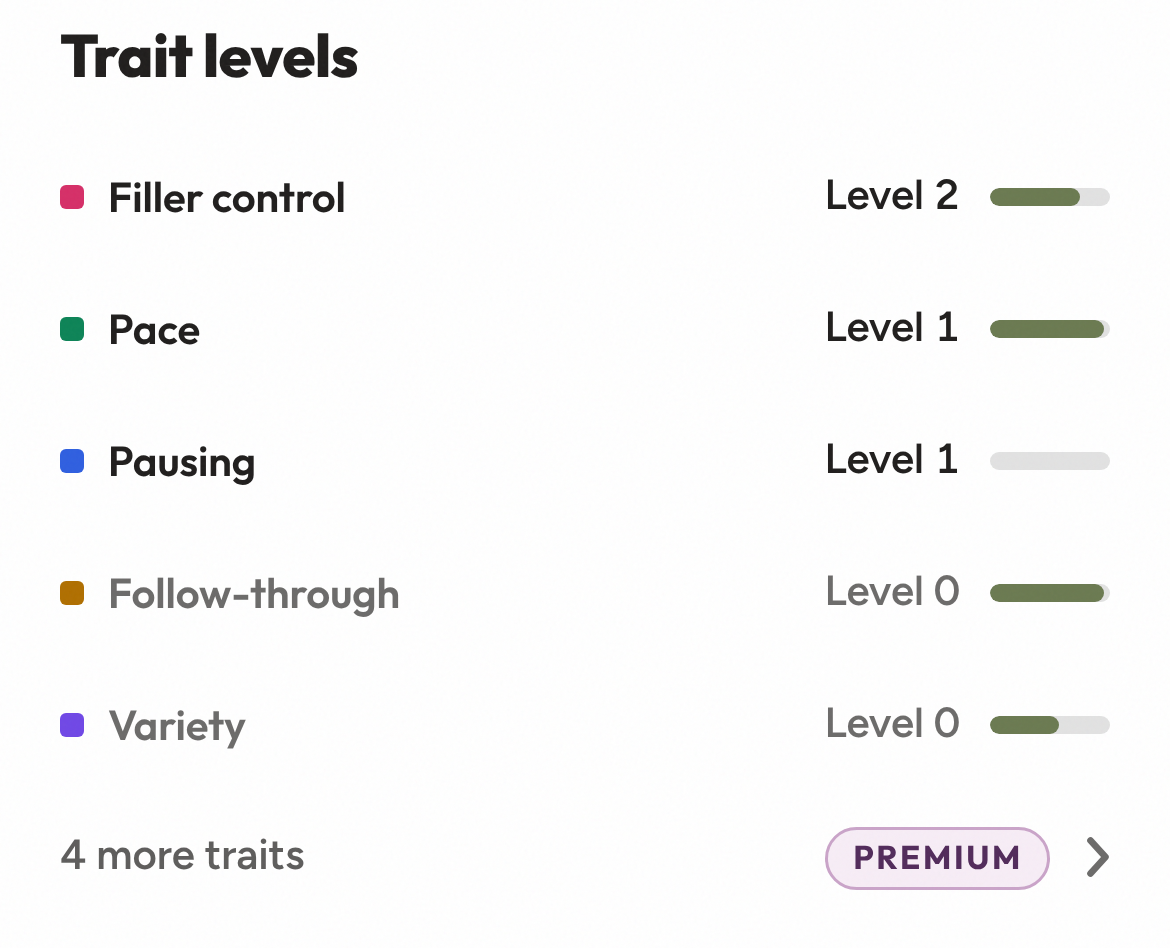 Trait levels
Filler control Level 2
Pace Level 1
Pausing Level 1
Follow-through Level 0
Variety Level 0
4 more traits PREMIUM